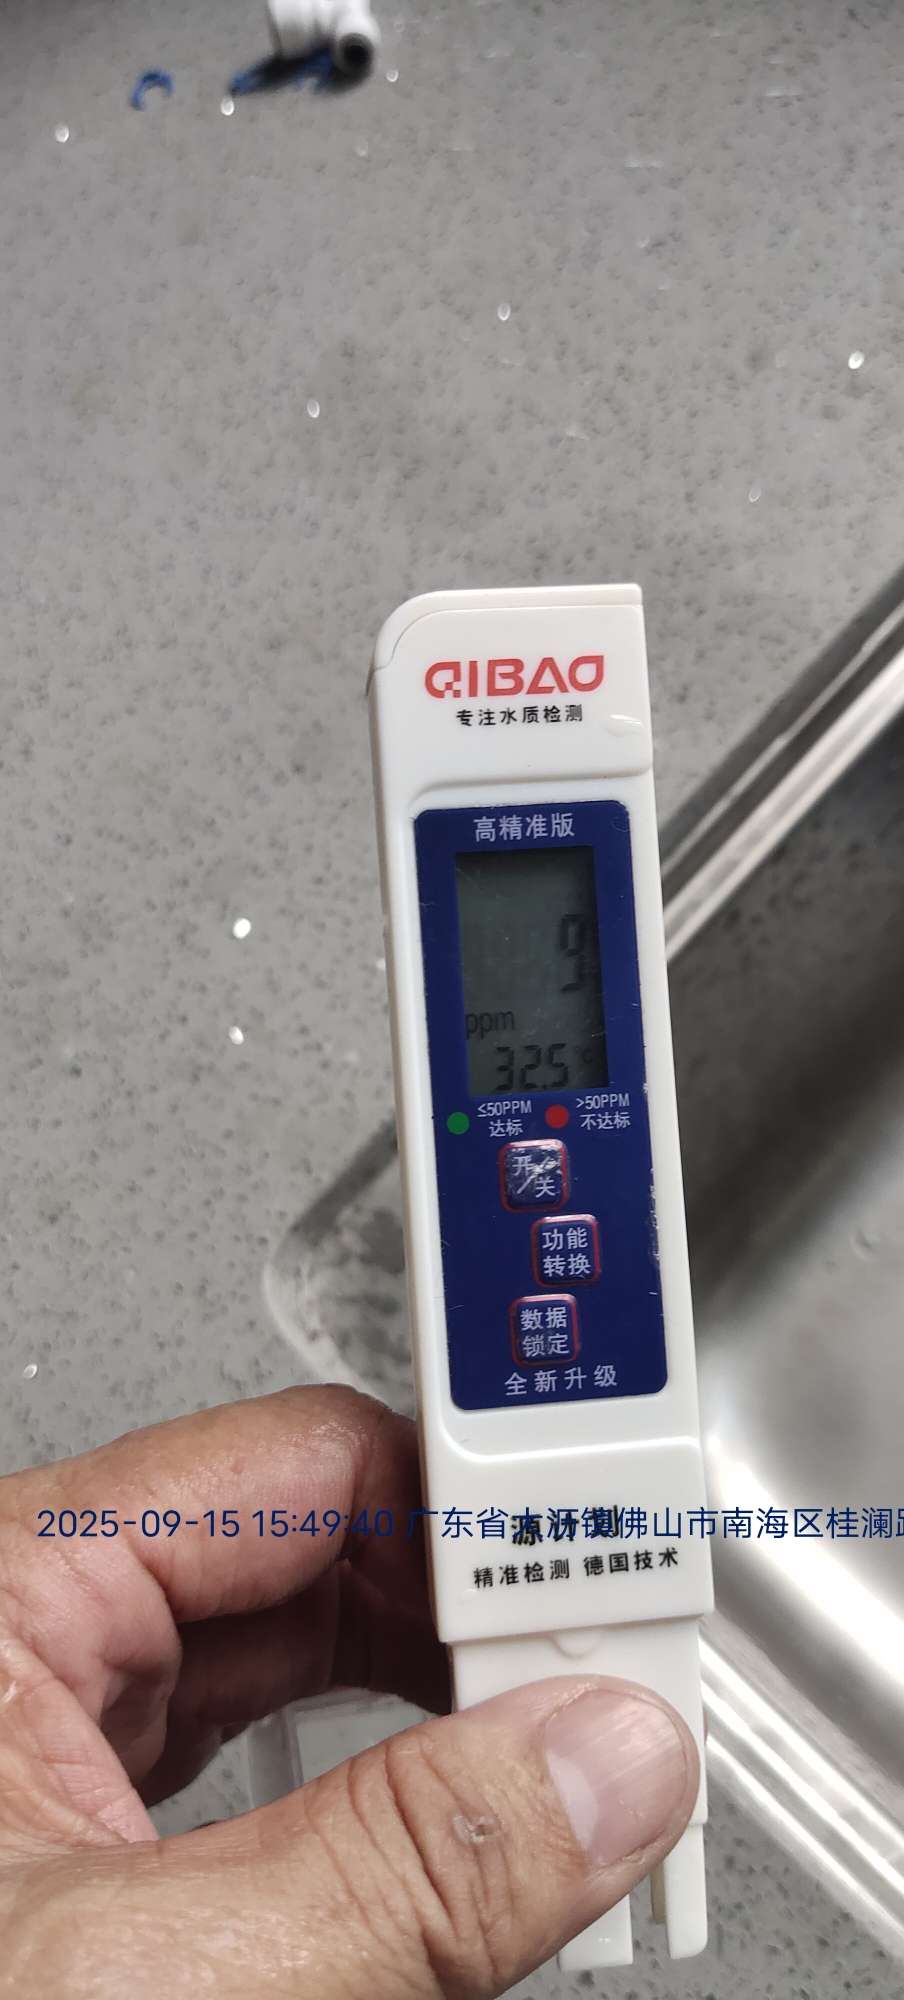 QIBAO
专注水质检测
高精准版
9
ppm
32.5 °C
≤50PPM
达标
>50PPM
不达标
开/关
功能
转换
数据
锁定
全新升级
2025-09-15 15:49:40 广东省大沥镇佛山市南海区桂澜路
源计测
精准检测 德国技术